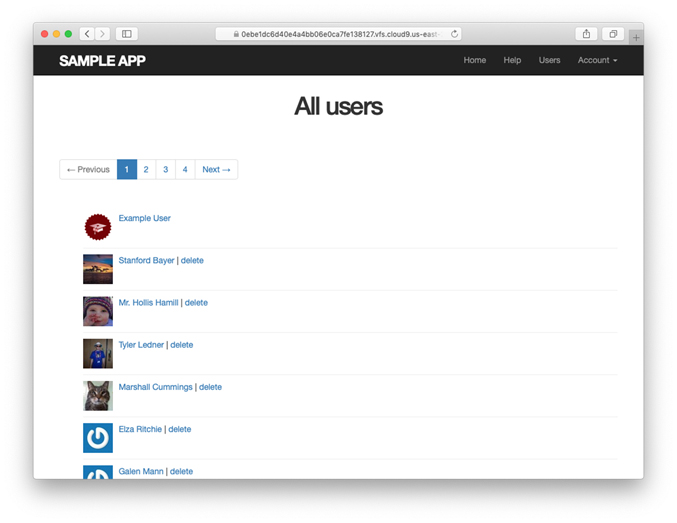 0ebe1dc6d40e4a4bb06e0ca7fe138127.vfs.cloud9.us-east-
SAMPLE APP Home Help Users Account
All users
← Previous 1 2 3 4 Next →
Example User
Stanford Bayer | delete
Mr. Hollis Hamill | delete
Tyler Ledner | delete
Marshall Cummings | delete
Elza Ritchie | delete
Galen Mann | delete